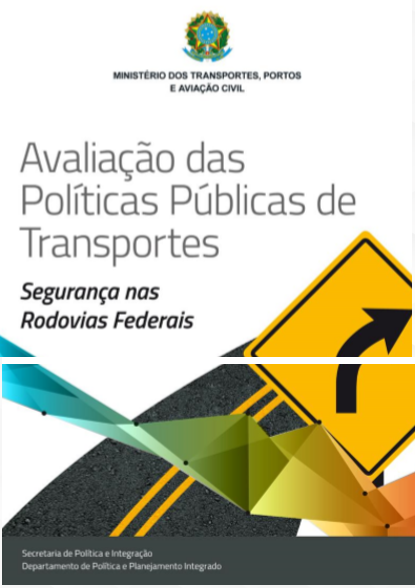 MINISTÉRIO DOS TRANSPORTES, PORTOS
E AVIAÇÃO CIVIL
Avaliação das
Políticas Públicas de
Transportes
Segurança nas
Rodovias Federais
Secretaria de Política e Integração
Departamento de Política e Planejamento Integrado